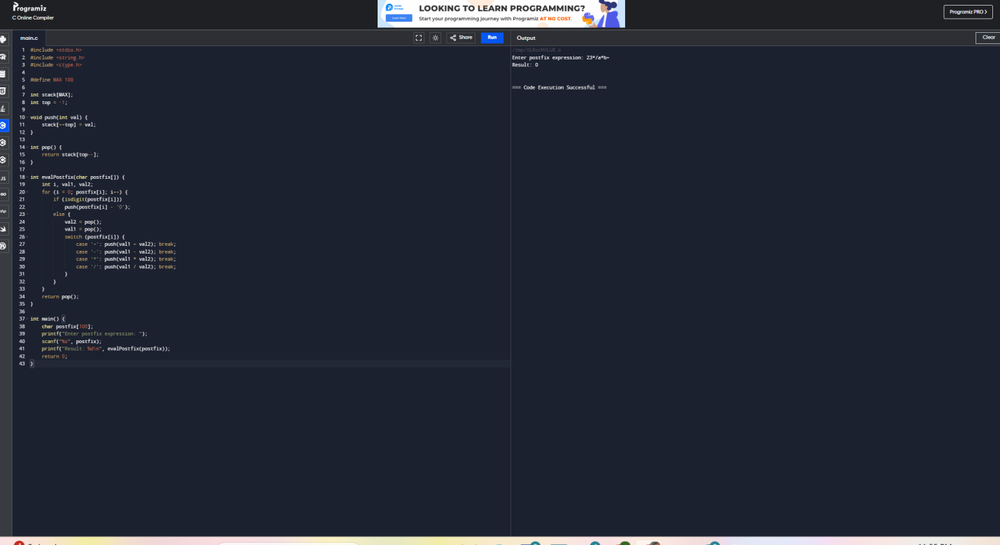 Programiz
C Online Compiler
LEARN PYTHON
Learn Now
LOOKING TO LEARN PROGRAMMING?
Start your programming journey with Programiz AT NO COST.
Programiz PRO >
main.c
Share
Run
Output
Clear
1 #include <stdio.h>
2 #include <string.h>
3 #include <ctype.h>
4
5 #define MAX 100
6
7 int stack[MAX];
8 int top = -1;
9
10 void push(int val) {
11 stack[++top] = val;
12 }
13
14 int pop() {
15 return stack[top--];
16 }
17
18 int evalPostfix(char postfix[]) {
19 int i, val1, val2;
20 for (i = 0; postfix[i]; i++) {
21 if (isdigit(postfix[i]))
22 push(postfix[i] - '0');
23 else {
24 val2 = pop();
25 val1 = pop();
26 switch (postfix[i]) {
27 case '+': push(val1 + val2); break;
28 case '-': push(val1 - val2); break;
29 case '*': push(val1 * val2); break;
30 case '/': push(val1 / val2); break;
31 }
32 }
33 }
34 return pop();
35 }
36
37 int main() {
38 char postfix[100];
39 printf("Enter postfix expression: ");
40 scanf("%s", postfix);
41 printf("Result: %d\n", evalPostfix(postfix));
42 return 0;
43 }
Enter postfix expression: 23*/a*b+
Result: 0
=== Code Execution Successful ===
JS
GO
php